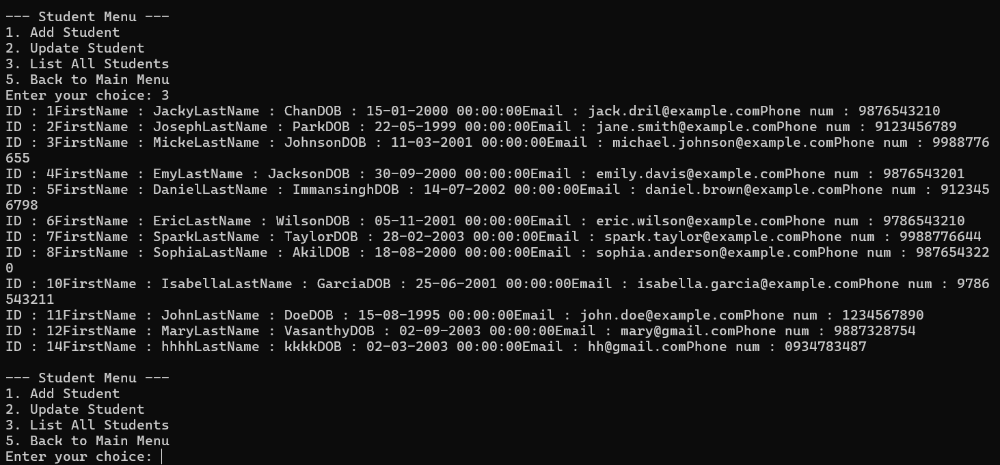 --- Student Menu ---
1. Add Student
2. Update Student
3. List All Students
5. Back to Main Menu
Enter your choice: 3
ID : 1FirstName : JackyLastName : ChanDOB : 15-01-2000 00:00:00Email : jack.dril@example.comPhone num : 9876543210
ID : 2FirstName : JosephLastName : ParkDOB : 22-05-1999 00:00:00Email : jane.smith@example.comPhone num : 9123456789
ID : 3FirstName : MickeLastName : JohnsonDOB : 11-03-2001 00:00:00Email : michael.johnson@example.comPhone num : 9988776
655
ID : 4FirstName : EmyLastName : JacksonDOB : 30-09-2000 00:00:00Email : emily.davis@example.comPhone num : 9876543201
ID : 5FirstName : DanielLastName : ImmansinghDOB : 14-07-2002 00:00:00Email : daniel.brown@example.comPhone num : 912345
6798
ID : 6FirstName : EricLastName : WilsonDOB : 05-11-2001 00:00:00Email : eric.wilson@example.comPhone num : 9786543210
ID : 7FirstName : SparkLastName : TaylorDOB : 28-02-2003 00:00:00Email : spark.taylor@example.comPhone num : 9988776644
ID : 8FirstName : SophiaLastName : AkilDOB : 18-08-2000 00:00:00Email : sophia.anderson@example.comPhone num : 987654322
0
ID : 10FirstName : IsabellaLastName : GarciaDOB : 25-06-2001 00:00:00Email : isabella.garcia@example.comPhone num : 9786
543211
ID : 11FirstName : JohnLastName : DoeDOB : 15-08-1995 00:00:00Email : john.doe@example.comPhone num : 1234567890
ID : 12FirstName : MaryLastName : VasanthyDOB : 02-09-2003 00:00:00Email : mary@gmail.comPhone num : 9887328754
ID : 14FirstName : hhhhLastName : kkkkDOB : 02-03-2003 00:00:00Email : hh@gmail.comPhone num : 0934783487
--- Student Menu ---
1. Add Student
2. Update Student
3. List All Students
5. Back to Main Menu
Enter your choice: